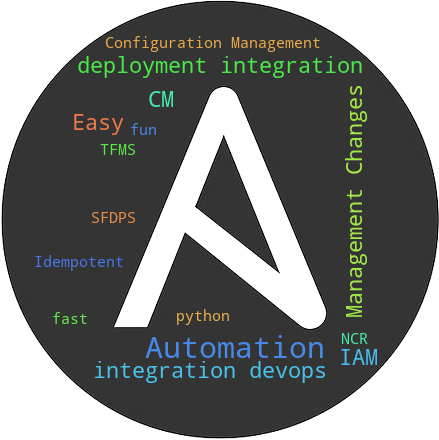 Configuration Management
deployment integration
CM
Easy
fun
TFMS
Management Changes
SFDPS
Idempotent
fast
python
Automation
NCR
IAM
integration devops